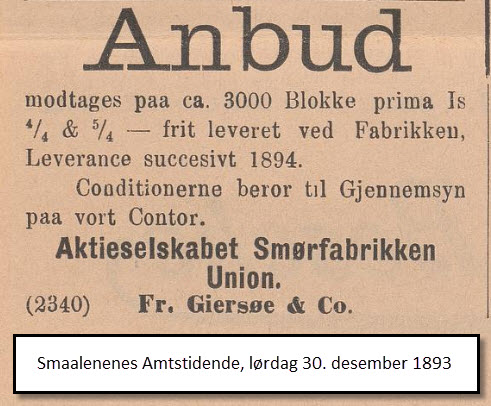 Anbud
modtages paa ca. 3000 Blokke prima Is
⁴/₄ & ⁵/₄ — frit leveret ved Fabrikken,
Leverance succesivt 1894.
Conditionerne beror til Gjennemsyn
paa vort Contor.
Aktieselskabet Smørfabrikken
Union.
(2340) Fr. Giersøe & Co.
Smaalenenes Amtstidende, lørdag 30. desember 1893